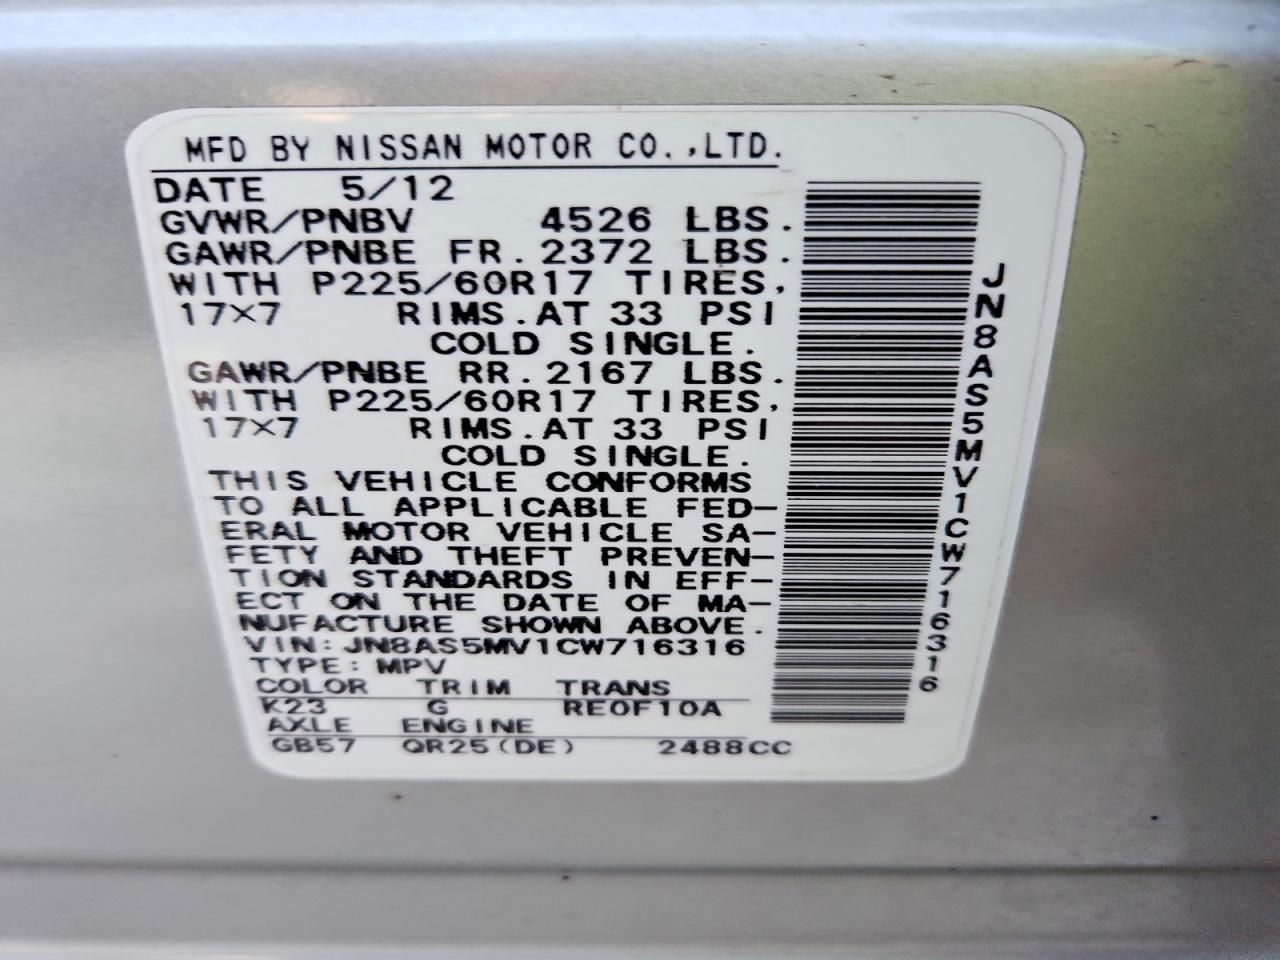 MFD BY NISSAN MOTOR CO.,LTD.
DATE 5/12
GVWR/PNBV 4526 LBS.
GAWR/PNBE FR. 2372 LBS.
WITH P225/60R17 TIRES,
17×7 RIMS.AT 33 PSI
COLD SINGLE.
GAWR/PNBE RR. 2167 LBS.
WITH P225/60R17 TIRES,
17×7 RIMS.AT 33 PSI
COLD SINGLE.
THIS VEHICLE CONFORMS
TO ALL APPLICABLE FED-
ERAL MOTOR VEHICLE SA-
FETY AND THEFT PREVEN-
TION STANDARDS IN EFF-
ECT ON THE DATE OF MA-
NUFACTURE SHOWN ABOVE.
VIN: JN8AS5MV1CW716316
TYPE: MPV
COLOR TRIM TRANS
K23 G RE0F10A
AXLE ENGINE
GB57 QR25(DE) 2488CC
JN8AS5MV1CW716316